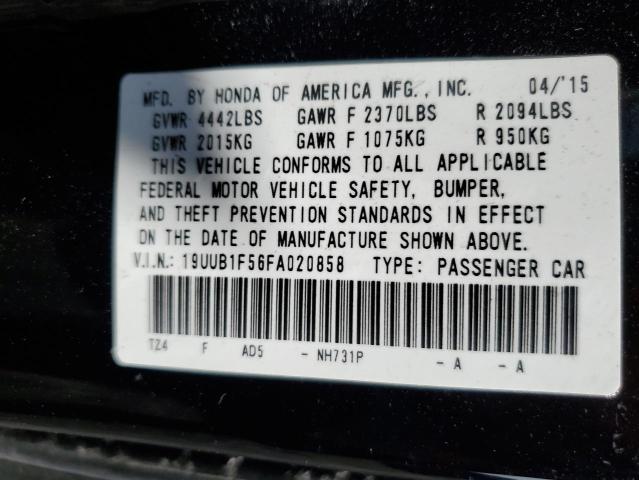 MFD. BY HONDA OF AMERICA MFG., INC. 04/'15
GVWR 4442LBS GAWR F 2370LBS R 2094LBS
GVWR 2015KG GAWR F 1075KG R 950KG
THIS VEHICLE CONFORMS TO ALL APPLICABLE
FEDERAL MOTOR VEHICLE SAFETY, BUMPER,
AND THEFT PREVENTION STANDARDS IN EFFECT
ON THE DATE OF MANUFACTURE SHOWN ABOVE.
V.I.N.: 19UUB1F56FA020858 TYPE: PASSENGER CAR
TZ4 F AD5 - NH731P - A - A